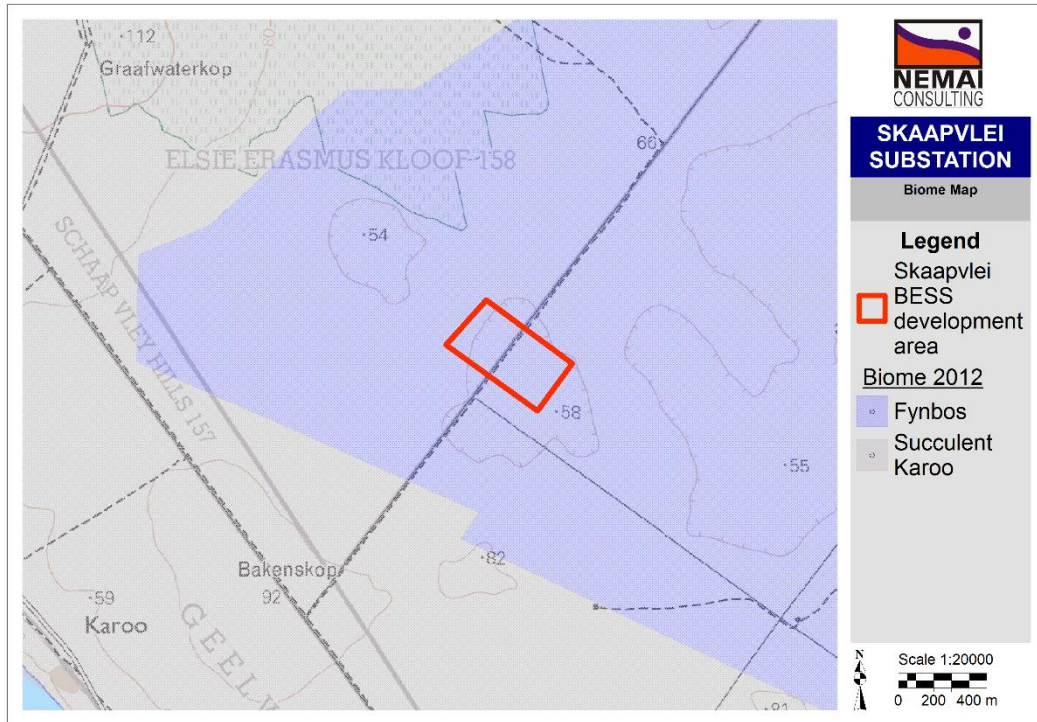 ·112
Graafwaterkop
80
66
ELSIE ERASMUS KLOOF 158
·54
SCHAAP VLEY HILLS 157
·58
·55
·82
Bakenskop
92
·59
Karoo
·81
NEMAI
CONSULTING
SKAAPVLEI
SUBSTATION
Biome Map
Legend
Skaapvlei
BESS
development
area
Biome 2012
Fynbos
Succulent
Karoo
N
Scale 1:20000
0 200 400 m